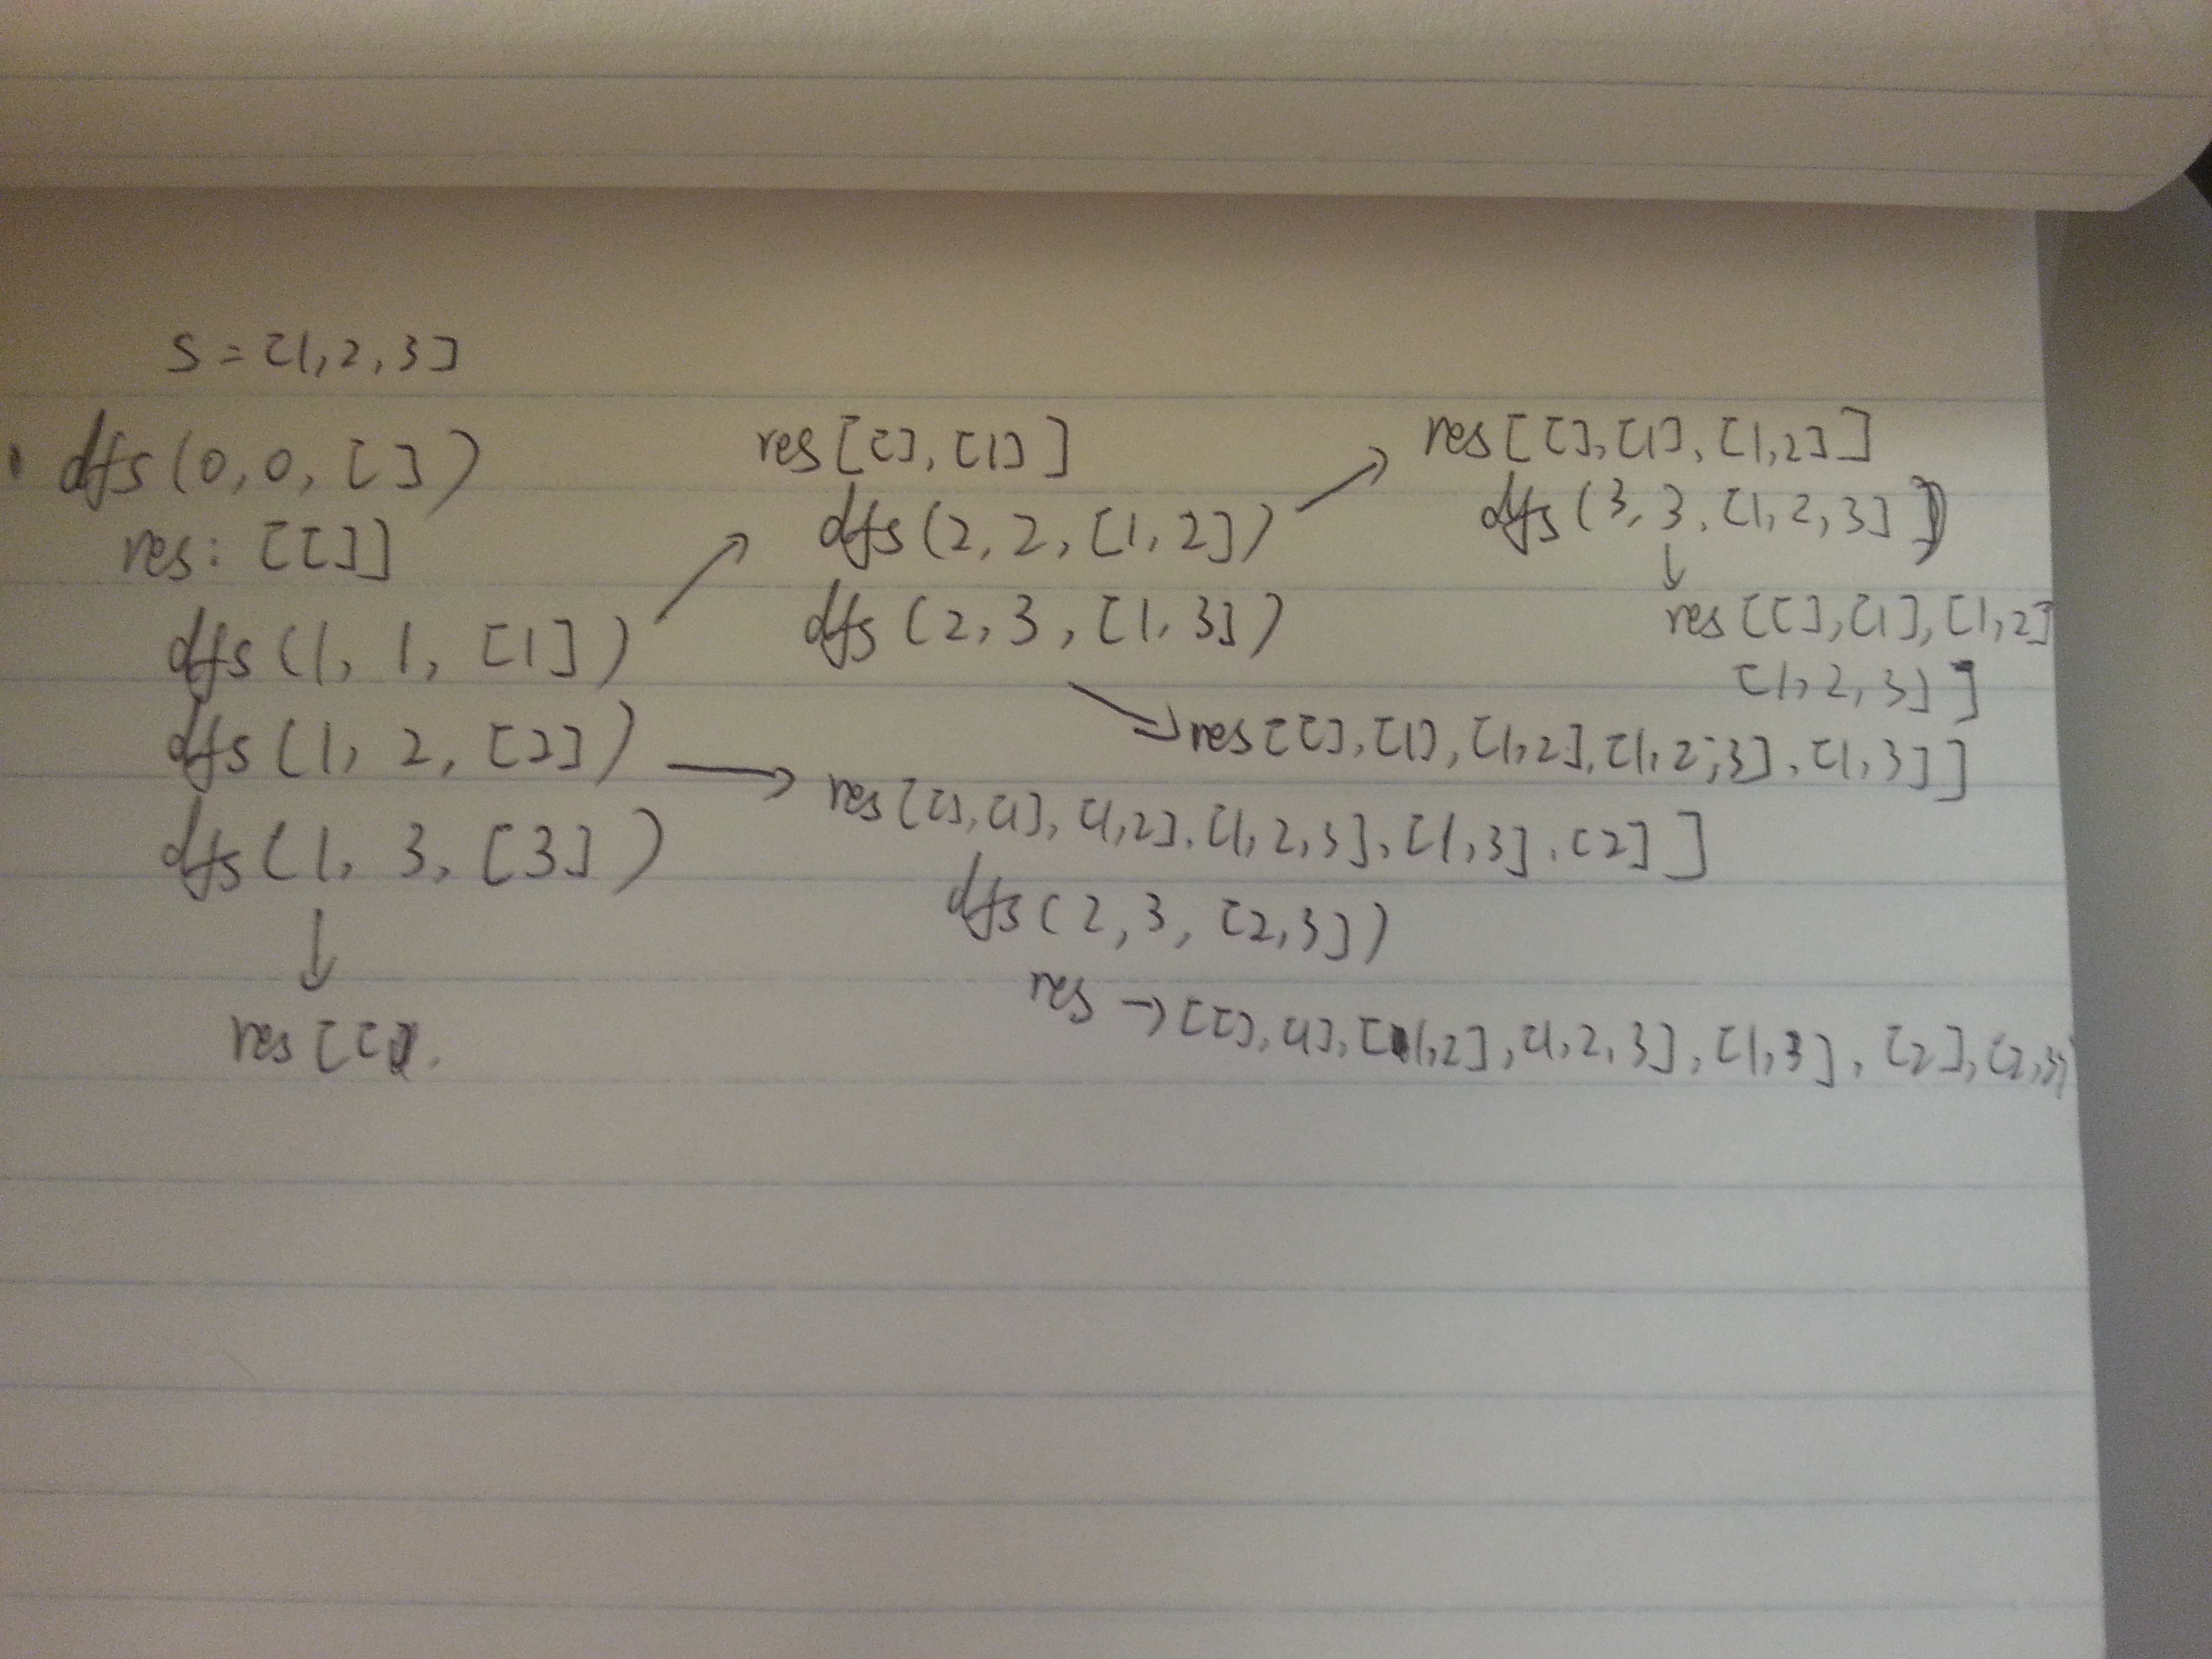 S = [1,2,3]
dfs(0,0,[])
res: [[]]
dfs(1, 1, [1])
dfs(1, 2, [2])
dfs(1, 3, [3])
↓
res[[].
res[[],[1]]
dfs(2,2,[1,2])
dfs(2,3,[1,3])
res[[],[1],[1,2]]
dfs(3,3,[1,2,3])
↓
res[[],[1],[1,2]
[1,2,3]]
res[[],[1],[1,2],[1,2,3],[1,3]]
res[[],[1],[1,2],[1,2,3],[1,3],[2]]
dfs(2,3,[2,3])
res → [[],[1],[1,2],[1,2,3],[1,3],[2],[2,3]